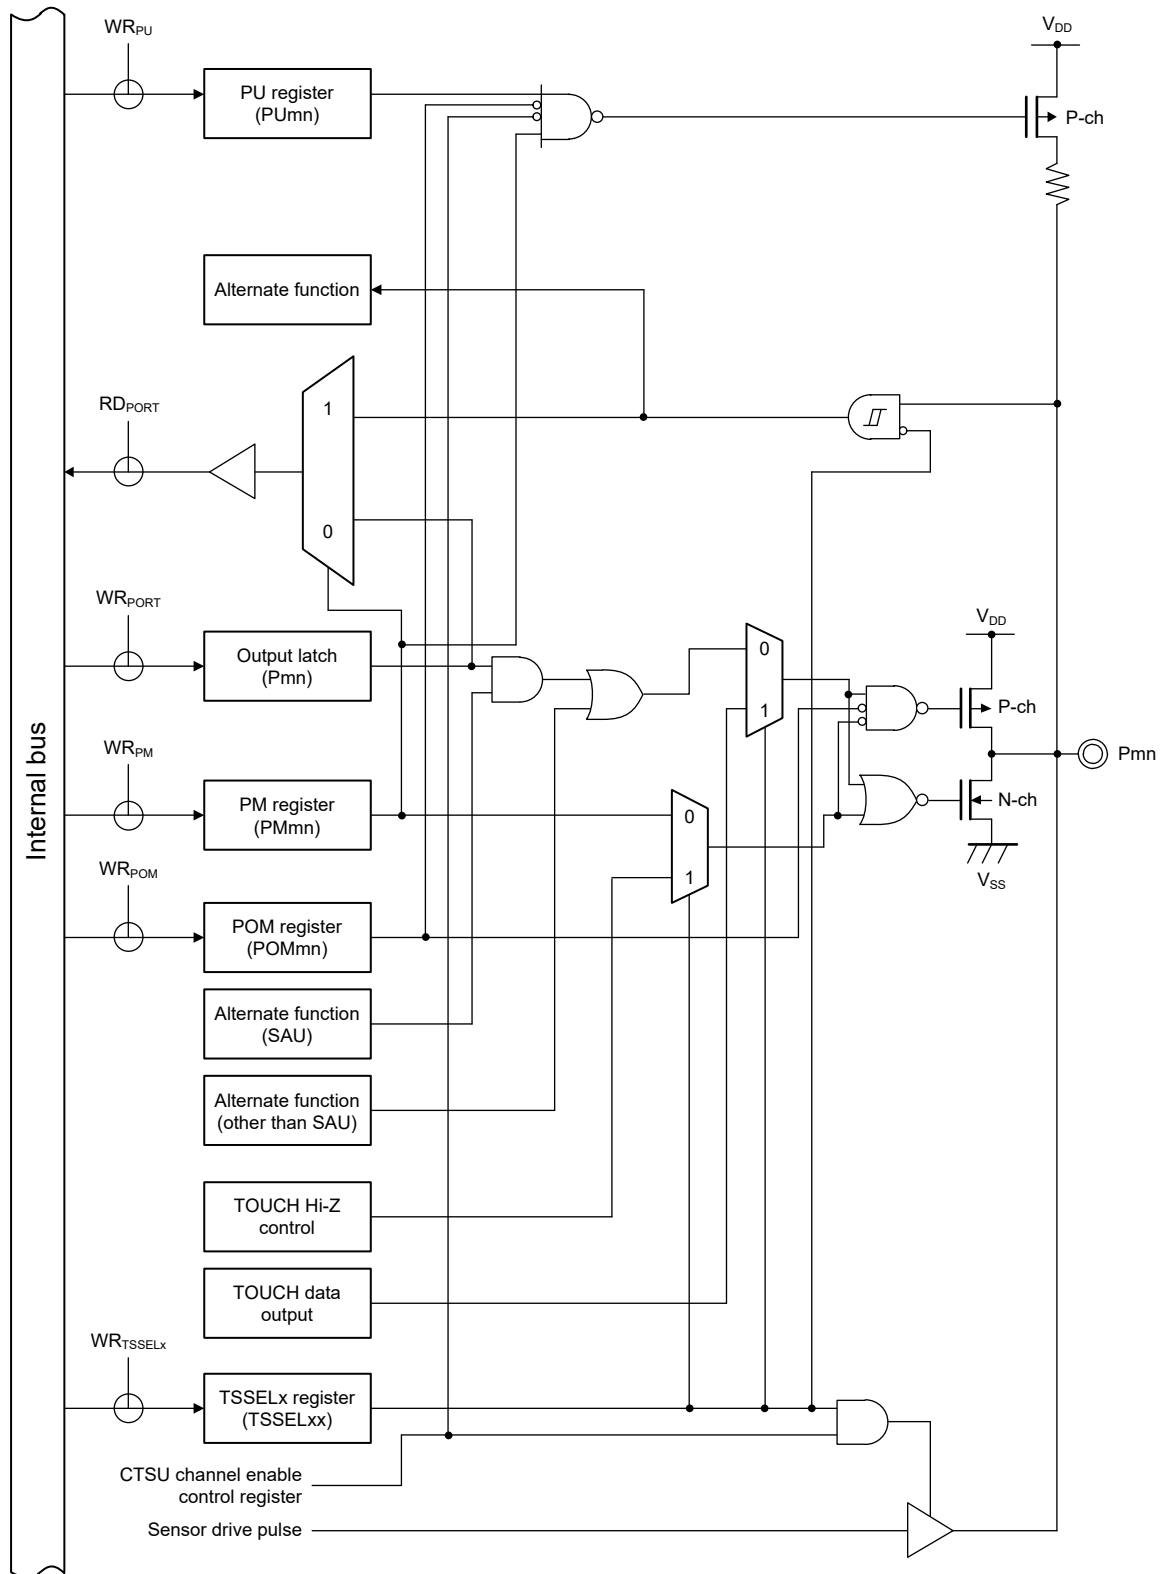 WRPU
VDD
PU register
(PUmn)
P-ch
Alternate function
RDPORT
1
0
WRPORT
Output latch
(Pmn)
0
1
VDD
P-ch
Pmn
N-ch
VSS
WRPM
PM register
(PMmn)
0
1
Internal bus
WRPOM
POM register
(POMmn)
Alternate function
(SAU)
Alternate function
(other than SAU)
TOUCH Hi-Z
control
TOUCH data
output
WRTSSELx
TSSELx register
(TSSELxx)
CTSU channel enable
control register
Sensor drive pulse